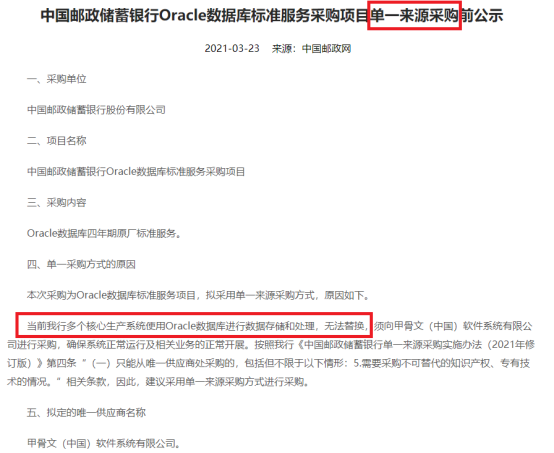 中国邮政储蓄银行Oracle数据库标准服务采购项目单一来源采购前公示
2021-03-23 来源：中国邮政网
一、采购单位
中国邮政储蓄银行股份有限公司
二、项目名称
中国邮政储蓄银行Oracle数据库标准服务采购项目
三、采购内容
Oracle数据库四年期原厂标准服务。
四、单一采购方式的原因
本次采购为Oracle数据库标准服务项目，拟采用单一来源采购方式，原因如下。
当前我行多个核心生产系统使用Oracle数据库进行数据存储和处理，无法替换，须向甲骨文（中国）软件系统有限公
司进行采购，确保系统正常运行及相关业务的正常开展。按照我行《中国邮政储蓄银行单一来源采购实施办法（2021年修
订版）》第四条“（一）只能从唯一供应商处采购的，包括但不限于以下情形：5.需要采购不可替代的知识产权、专有技
术的情况。”相关条款，因此，建议采用单一来源采购方式进行采购。
五、拟定的唯一供应商名称
甲骨文（中国）软件系统有限公司。